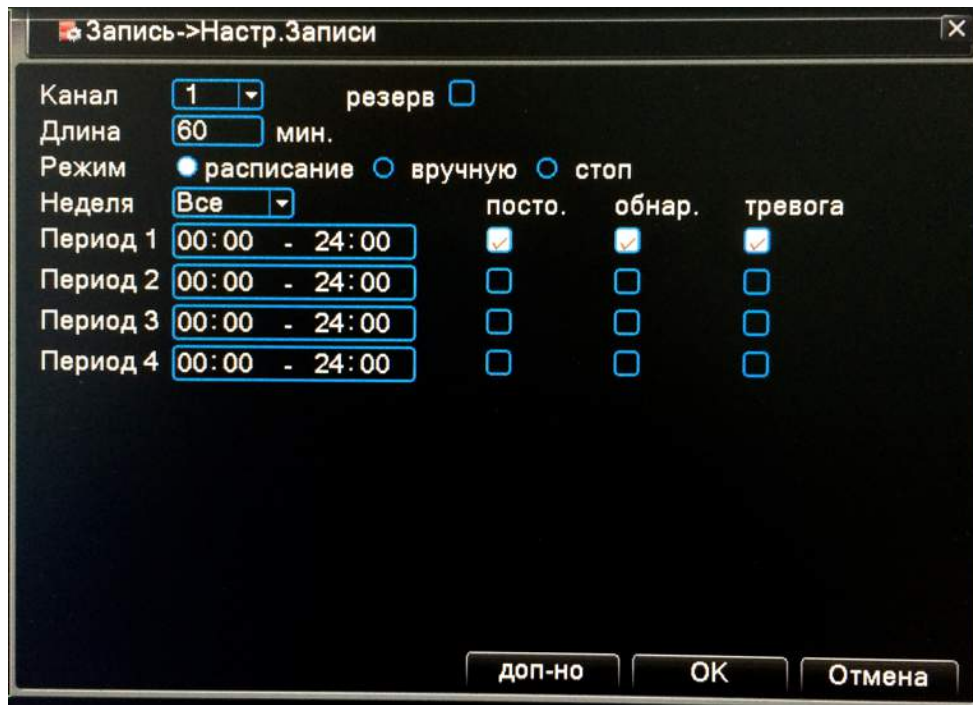 Запись->Настр.Записи
Канал 1 резерв
Длина 60 мин.
Режим расписание вручную стоп
Неделя Все посто. обнар. тревога
Период 1 00:00 - 24:00
Период 2 00:00 - 24:00
Период 3 00:00 - 24:00
Период 4 00:00 - 24:00
доп-но OK Отмена